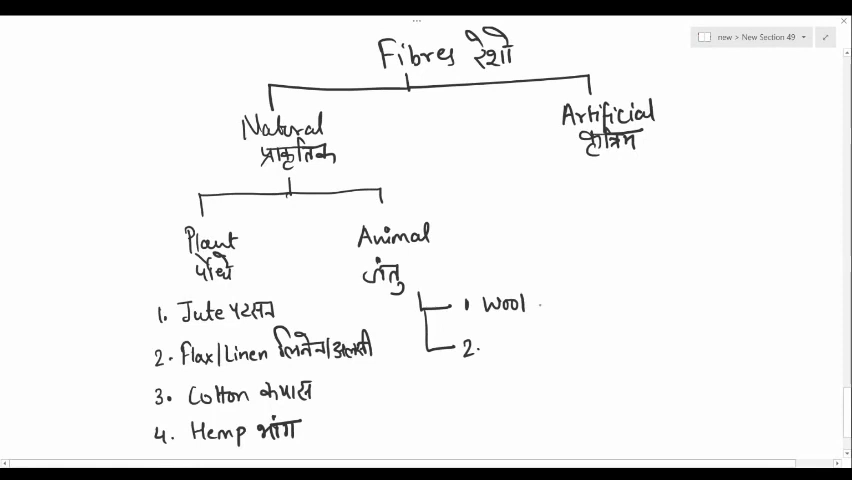 new > New Section 49
Fibres रेशे
Natural
प्राकृतिक
Artificial
कृत्रिम
Plant
पौधे
Animal
जंतु
1. Jute पटसन
2. Flax/Linen लिनेन/अलसी
3. Cotton कपास
4. Hemp भांग
1 Wool
2.